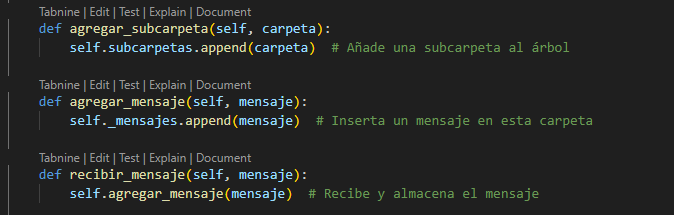 Tabnine | Edit | Test | Explain | Document
def agregar_subcarpeta(self, carpeta):
    self.subcarpetas.append(carpeta)  # Añade una subcarpeta al árbol
Tabnine | Edit | Test | Explain | Document
def agregar_mensaje(self, mensaje):
    self._mensajes.append(mensaje)  # Inserta un mensaje en esta carpeta
Tabnine | Edit | Test | Explain | Document
def recibir_mensaje(self, mensaje):
    self.agregar_mensaje(mensaje)  # Recibe y almacena el mensaje